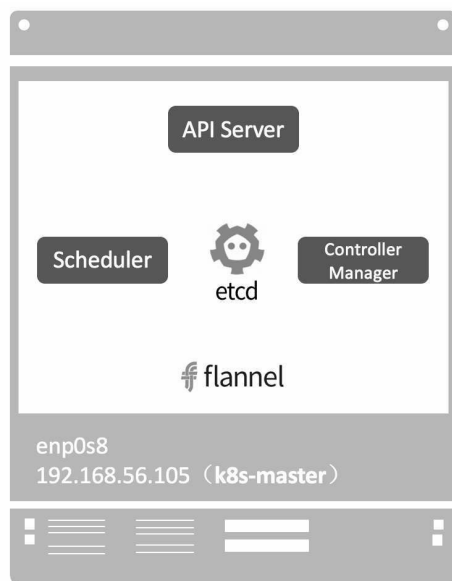 API Server
Scheduler
etcd
Controller
Manager
flannel
enp0s8
192.168.56.105（k8s-master）